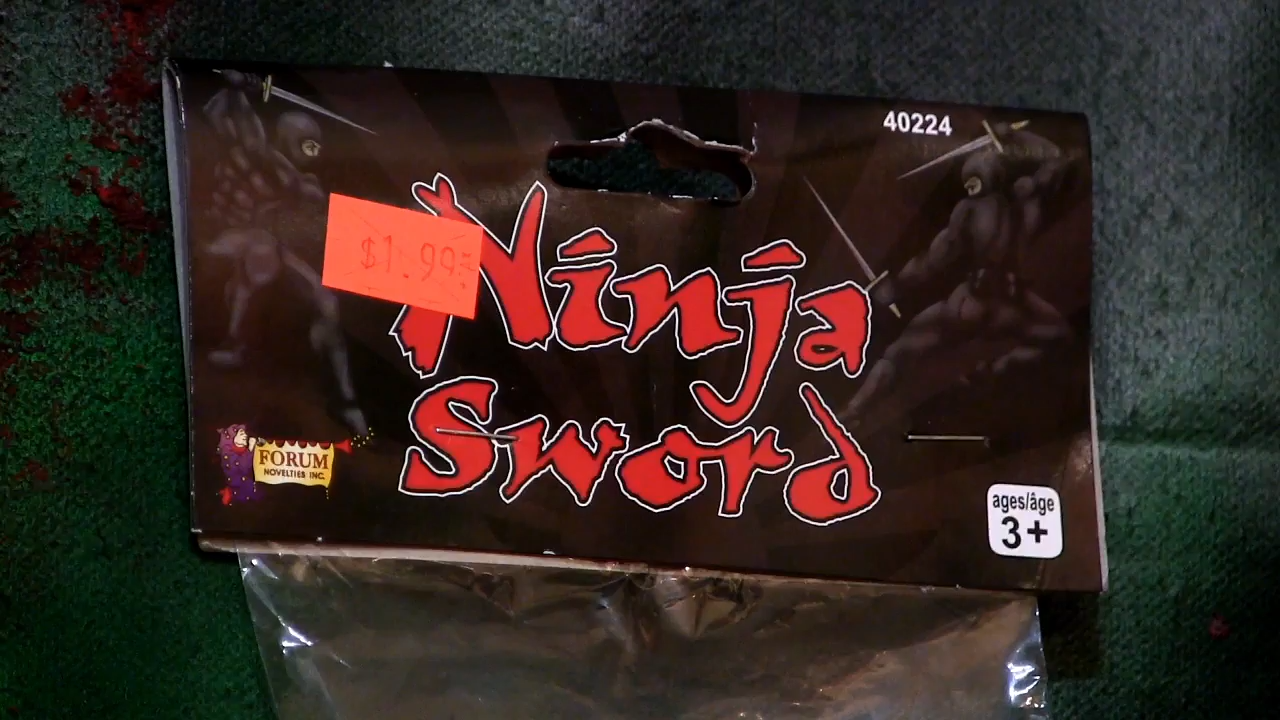 40224
$1.99
Ninja
Sword
FORUM
NOVELTIES INC.
ages/âge
3+